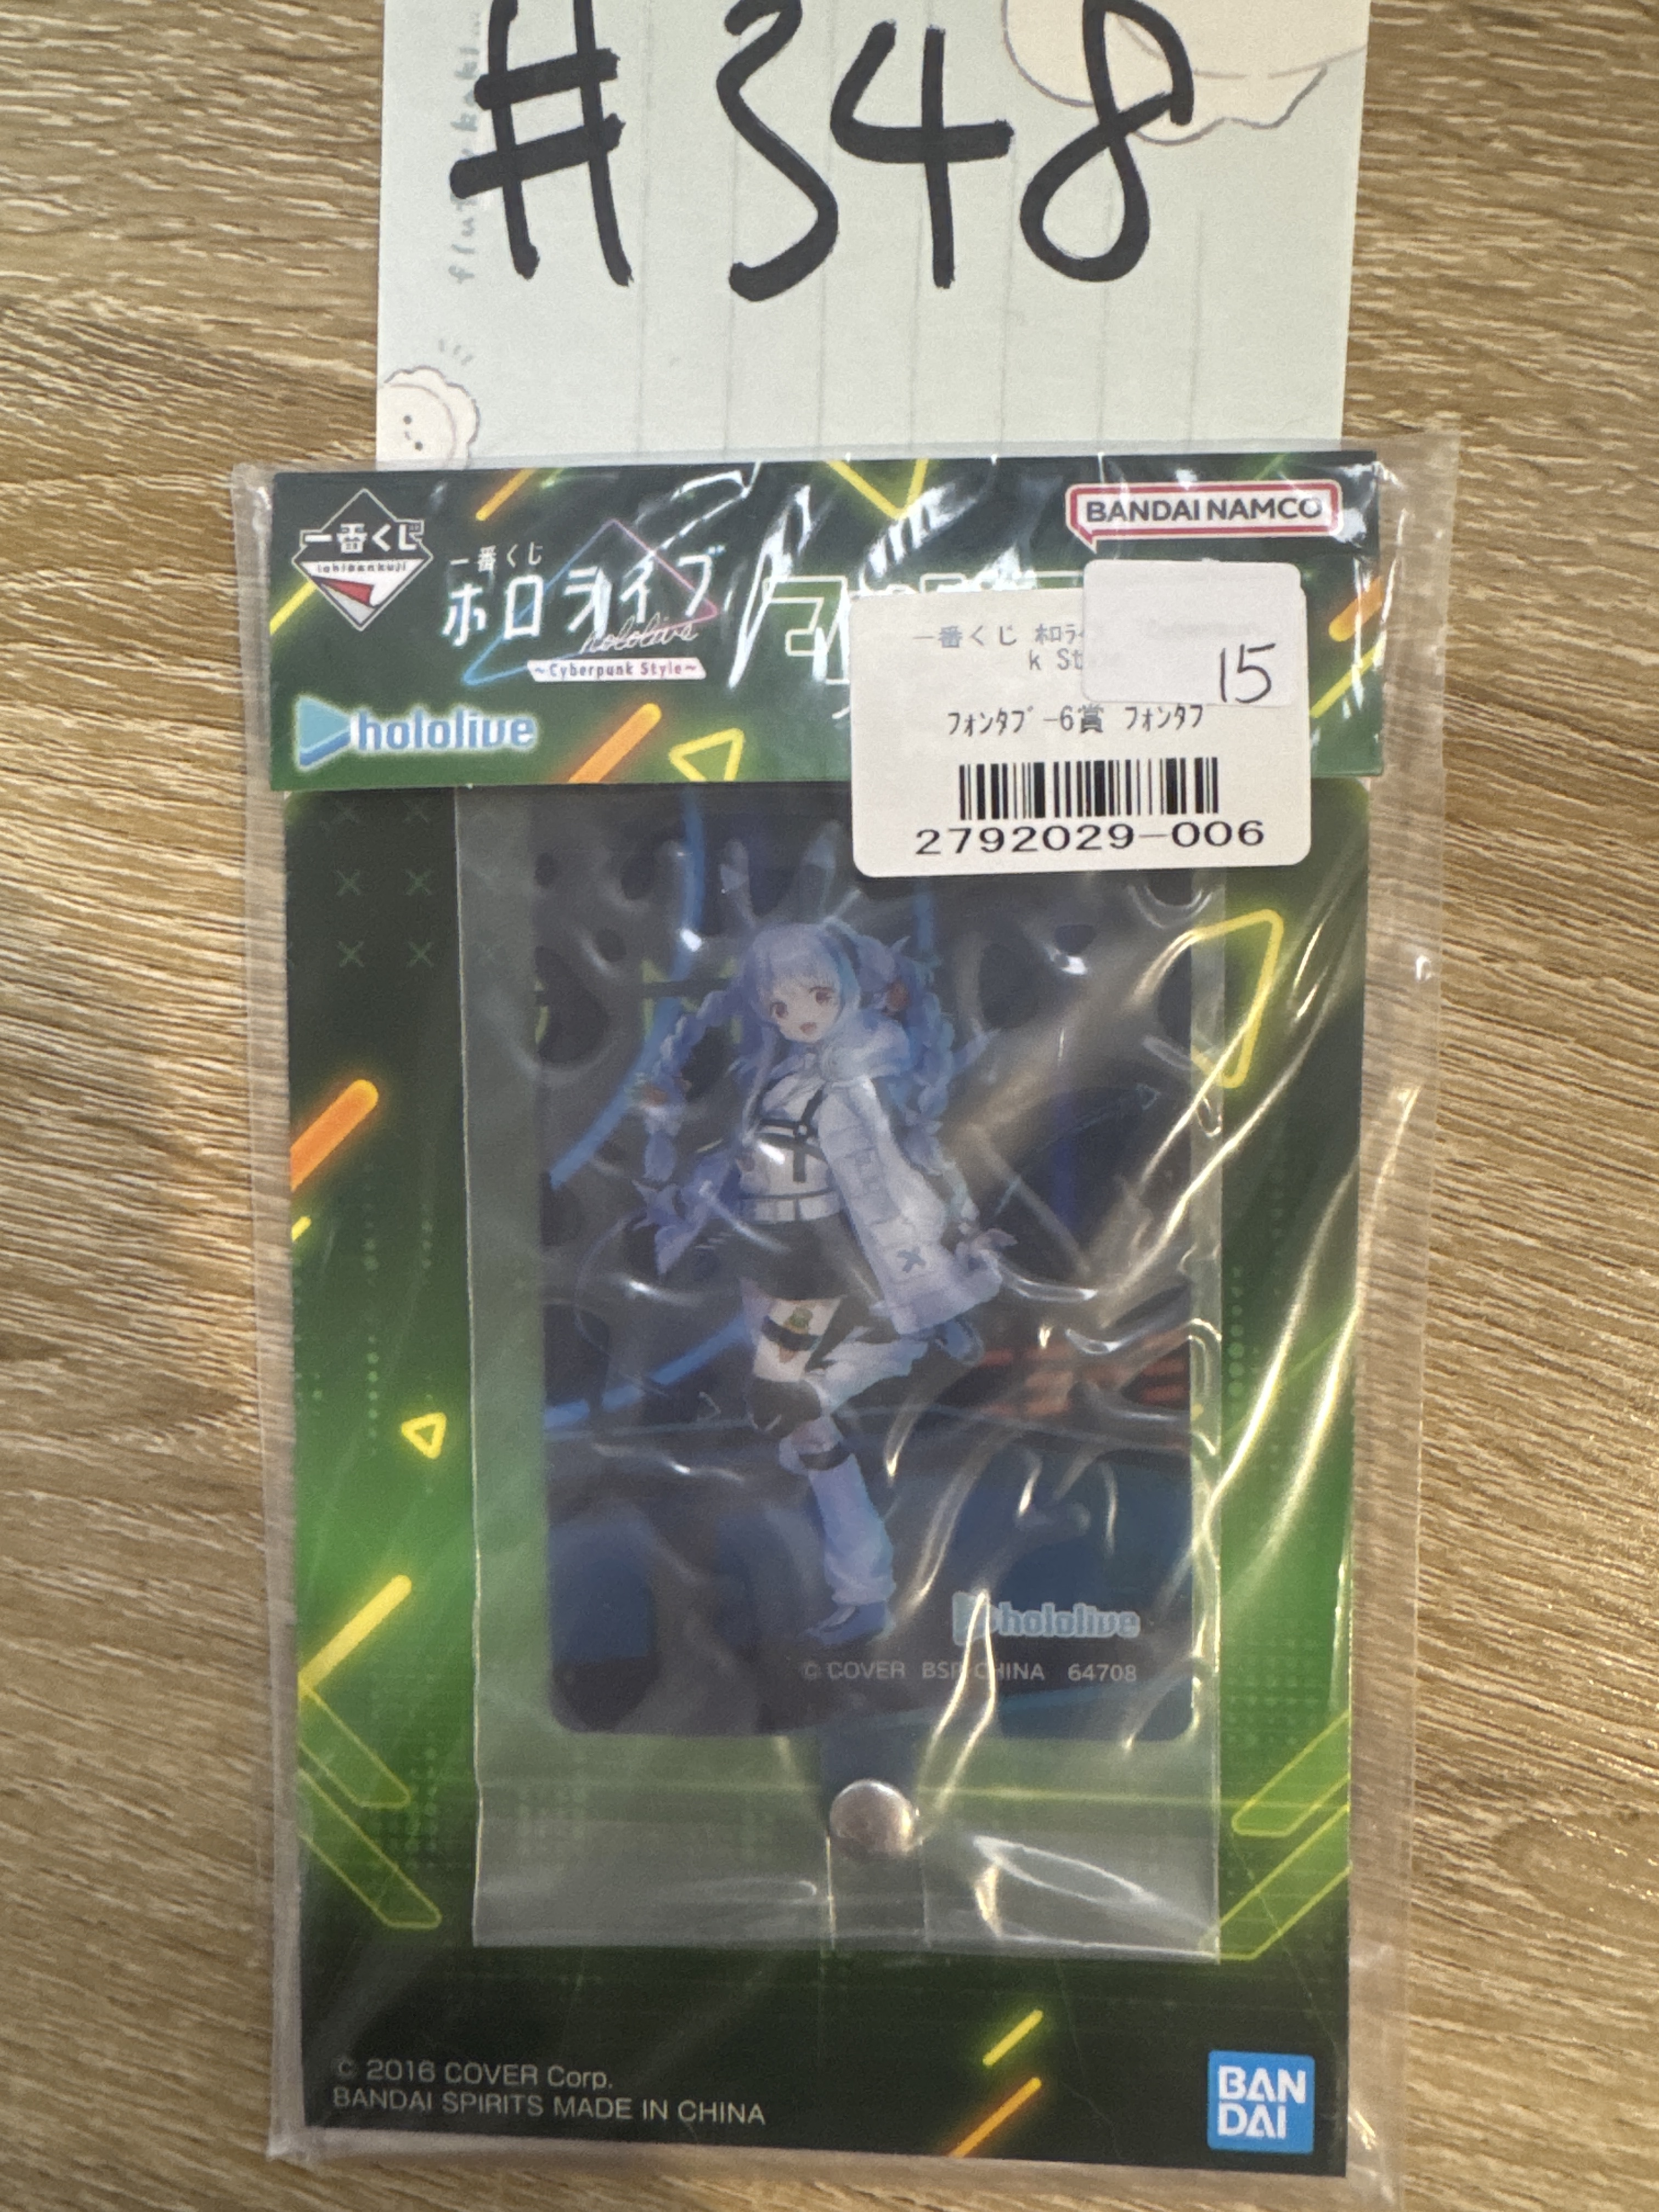 #348
一番くじ
ichibankuji
一番くじ
ホロライブ
hololive
~Cyberpunk Style~
BANDAI NAMCO
hololive
15
一番くじ ホロライ
k St
フォンタブ-6賞 フォンタブ
2792029-006
hololive
© COVER BSP CHINA 64708
© 2016 COVER Corp.
BANDAI SPIRITS MADE IN CHINA
BAN
DAI